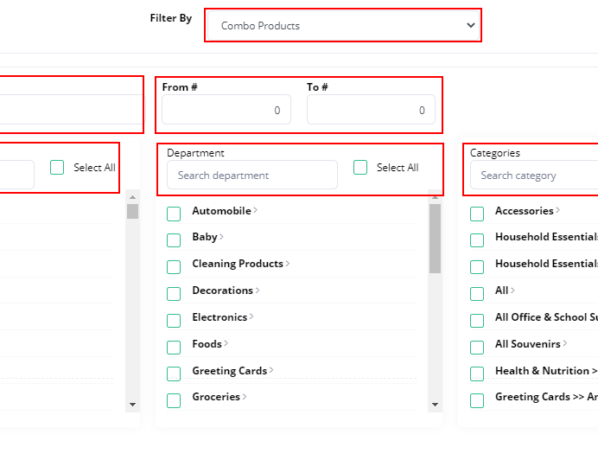 Filter By
Combo Products
From #
To #
0
0
Select All
Department
Search department
Select All
Automobile >
Baby >
Cleaning Products >
Decorations >
Electronics >
Foods >
Greeting Cards >
Groceries >
Categories
Search category
Accessories >
Household Essentials
Household Essentials
All >
All Office & School Su
All Souvenirs >
Health & Nutrition >
Greeting Cards >> Ar